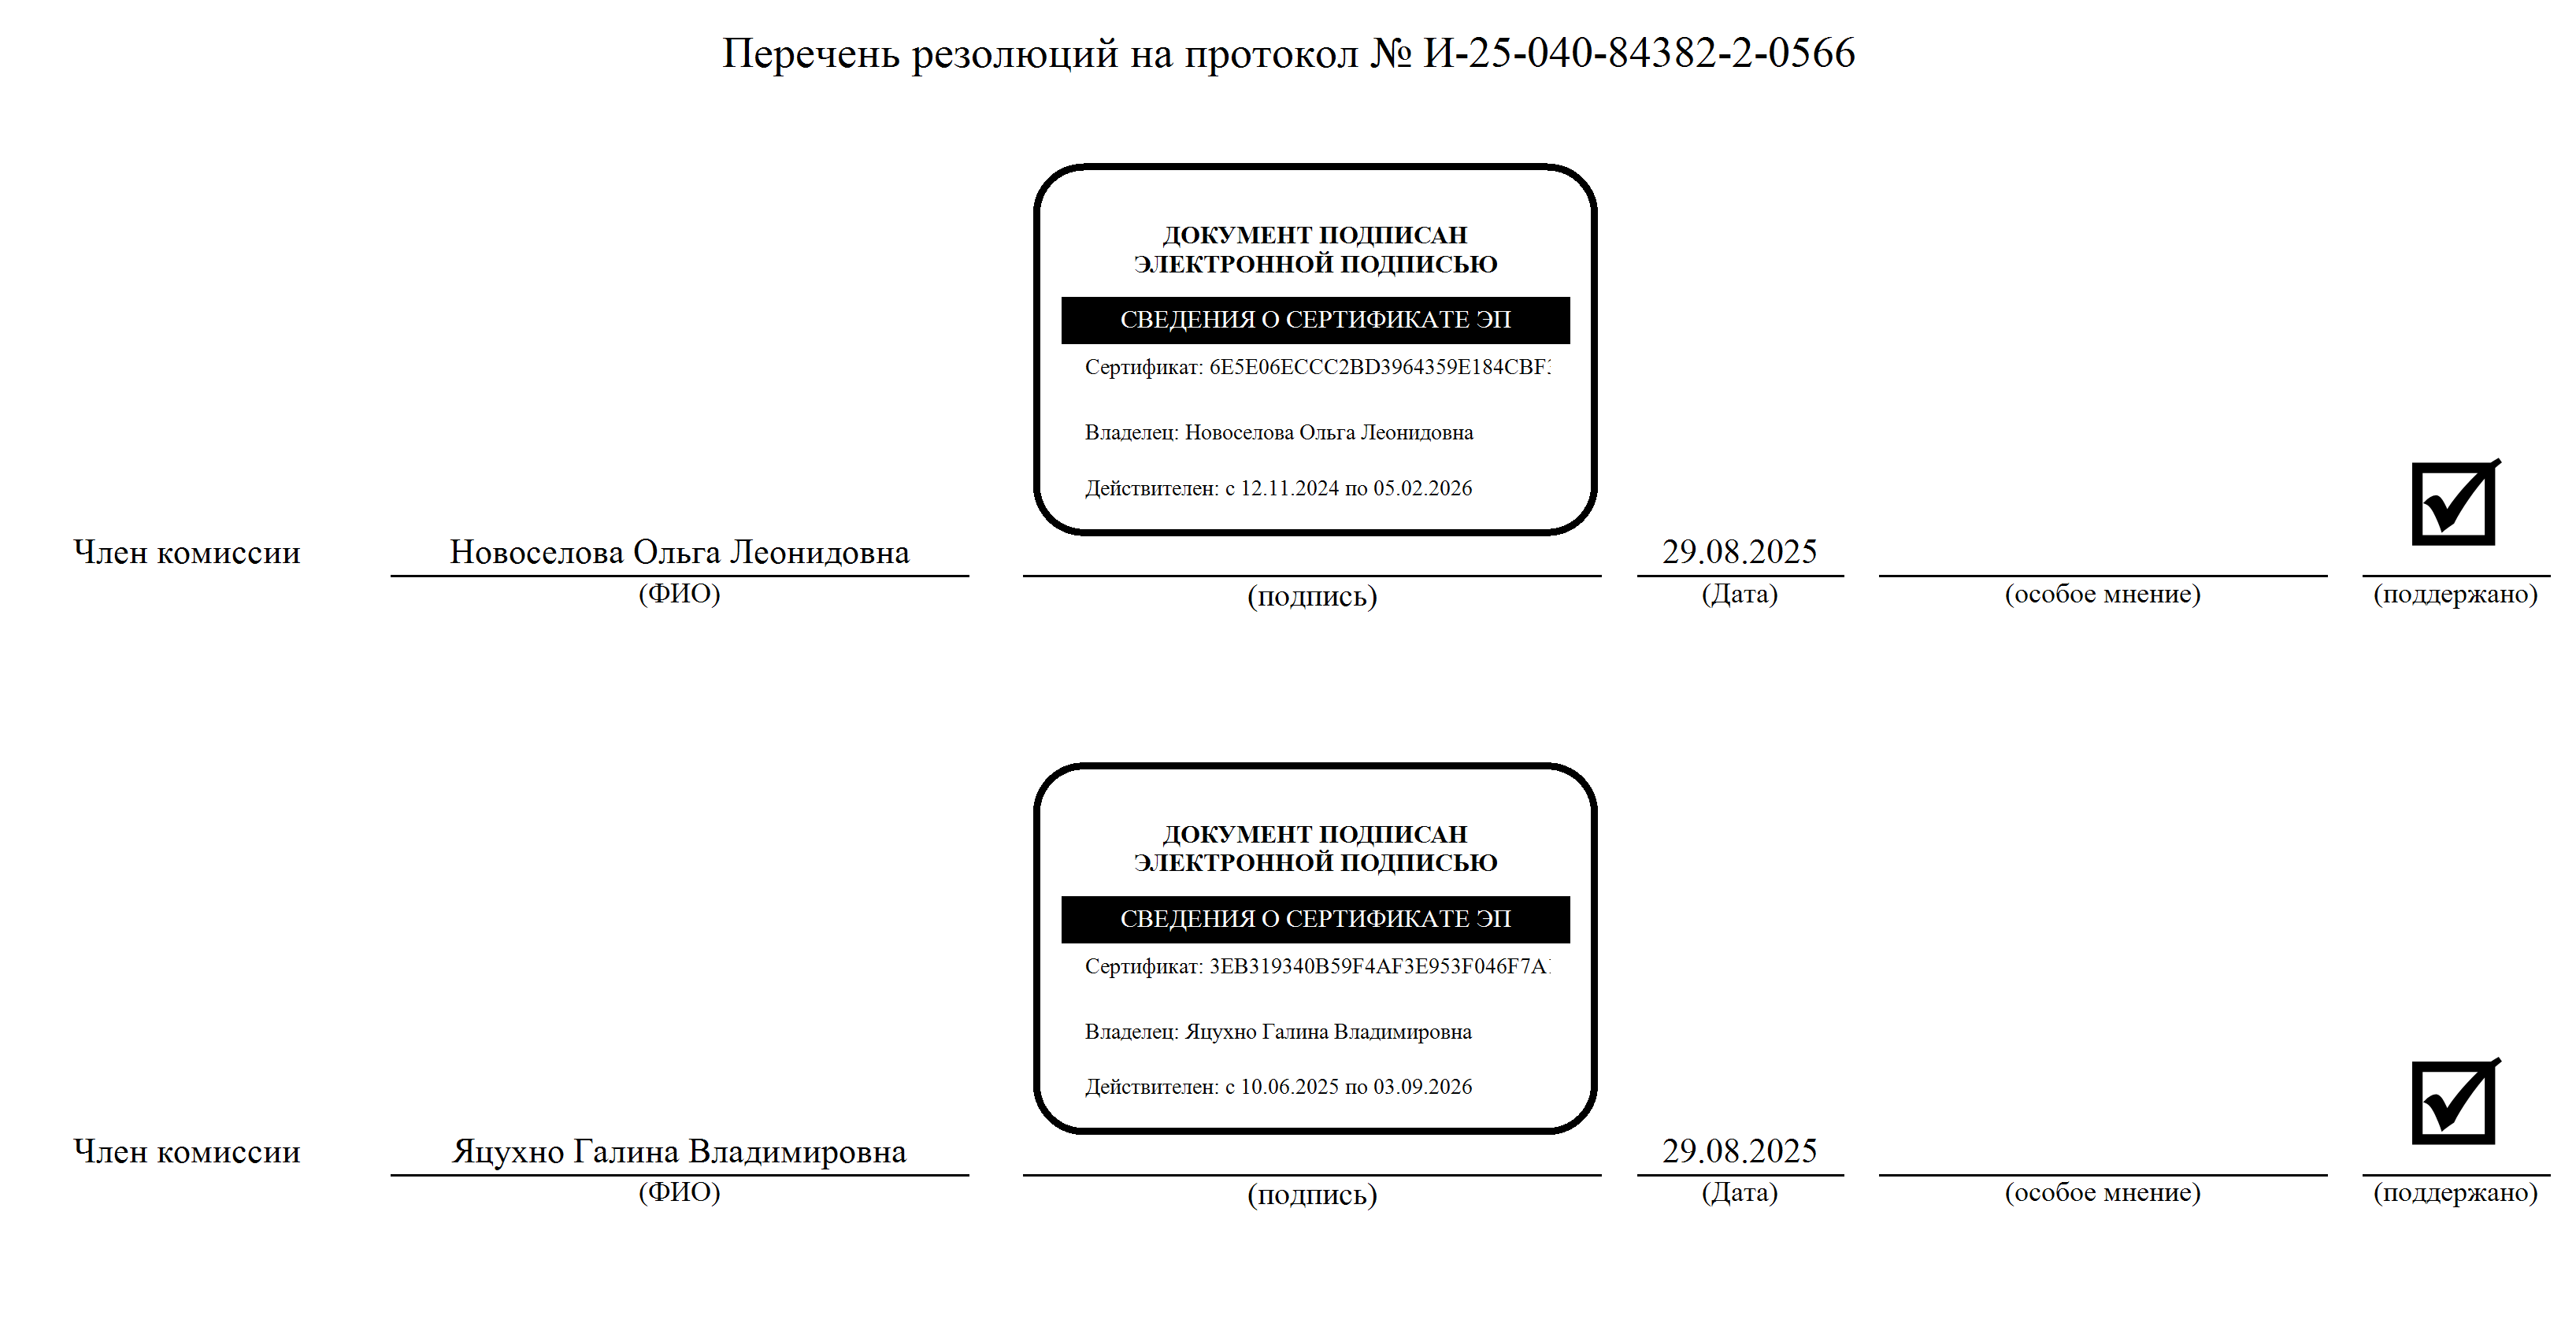 Перечень резолюций на протокол № И-25-040-84382-2-0566
ДОКУМЕНТ ПОДПИСАН
ЭЛЕКТРОННОЙ ПОДПИСЬЮ
СВЕДЕНИЯ О СЕРТИФИКАТЕ ЭП
Сертификат: 6E5E06ECCC2BD3964359E184CBF
Владелец: Новоселова Ольга Леонидовна
Действителен: с 12.11.2024 по 05.02.2026
Член комиссии Новоселова Ольга Леонидовна 29.08.2025
(ФИО) (подпись) (Дата) (особое мнение) (поддержано)
ДОКУМЕНТ ПОДПИСАН
ЭЛЕКТРОННОЙ ПОДПИСЬЮ
СВЕДЕНИЯ О СЕРТИФИКАТЕ ЭП
Сертификат: 3EB319340B59F4AF3E953F046F7A
Владелец: Яцухно Галина Владимировна
Действителен: с 10.06.2025 по 03.09.2026
Член комиссии Яцухно Галина Владимировна 29.08.2025
(ФИО) (подпись) (Дата) (особое мнение) (поддержано)